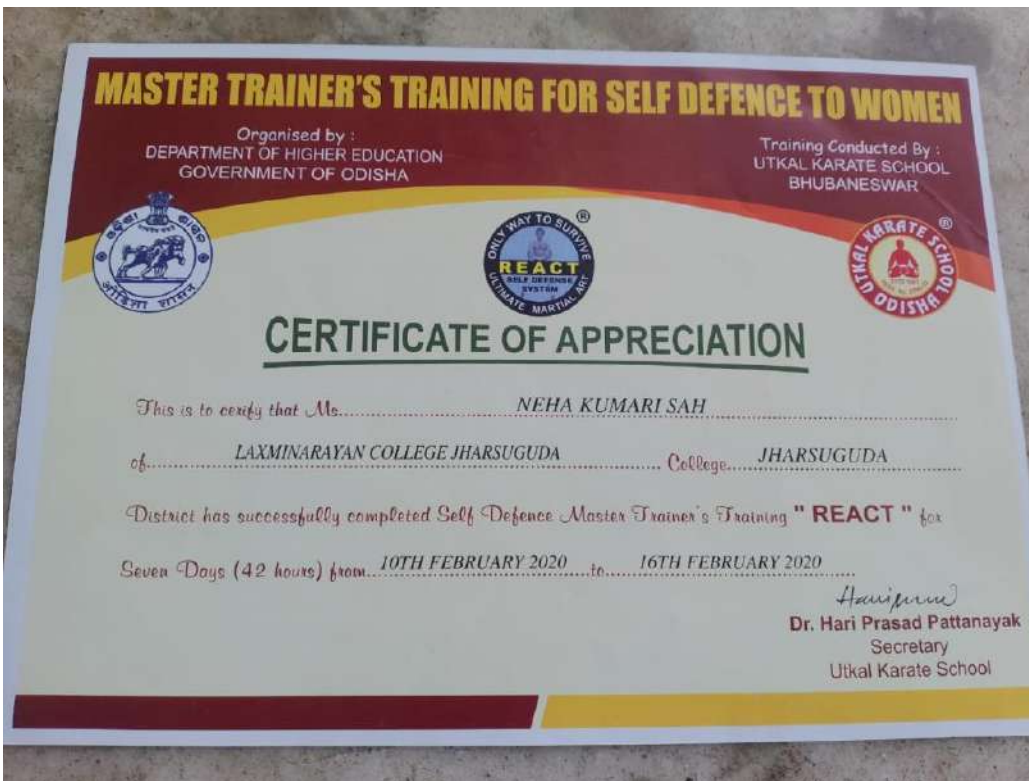 MASTER TRAINER'S TRAINING FOR SELF DEFENCE TO WOMEN
Organised by :
DEPARTMENT OF HIGHER EDUCATION
GOVERNMENT OF ODISHA
Training Conducted By :
UTKAL KARATE SCHOOL
BHUBANESWAR
ଓଡ଼ିଶା ଶାସନ
ओडिशा शासन
ONLY WAY TO SURVIVE
REACT
SELF DEFENSE
SYSTEM
ULTIMATE MARTIAL ART
®
UTKAL KARATE SCHOOL
ODISHA
®
CERTIFICATE OF APPRECIATION
This is to cerify that Ms. NEHA KUMARI SAH
of LAXMINARAYAN COLLEGE JHARSUGUDA College JHARSUGUDA
District has successfully completed Self Defence Master Trainer's Training " REACT " for
Seven Days (42 hours) from 10TH FEBRUARY 2020 to 16TH FEBRUARY 2020
Dr. Hari Prasad Pattanayak
Secretary
Utkal Karate School